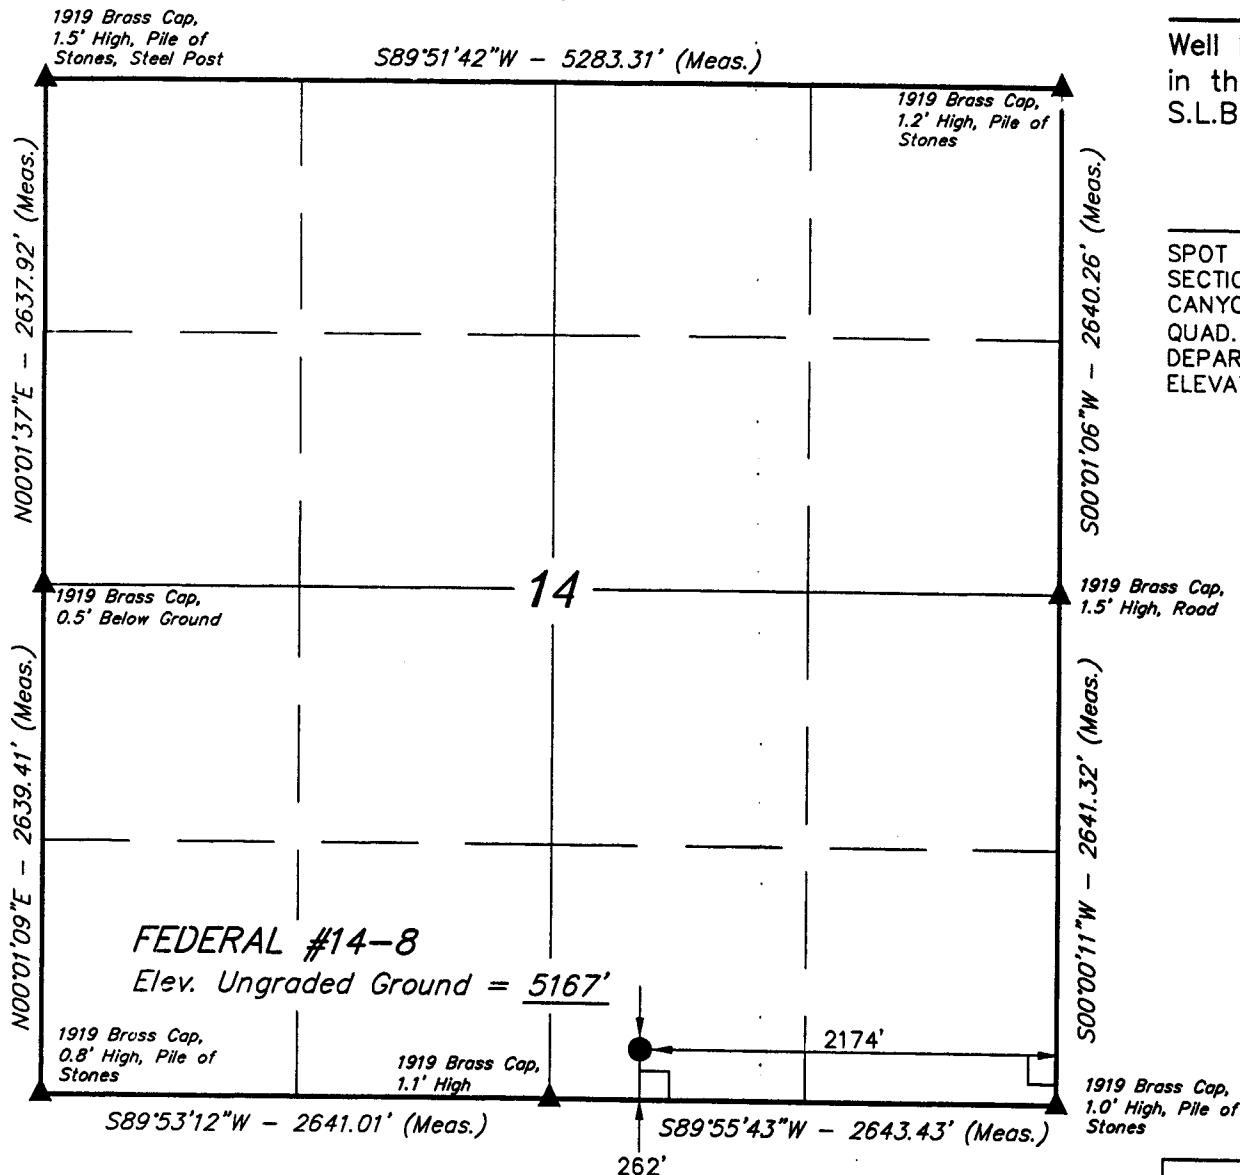 1919 Brass Cap,
1.5' High, Pile of
Stones, Steel Post
S89°51'42"W - 5283.31' (Meas.)
1919 Brass Cap,
1.2' High, Pile of
Stones
Well
in
S.L.B
N00°01'37"E - 2637.92' (Meas.)
S00°01'06"W - 2640.26' (Meas.)
SPOT
QUAD.
1919 Brass Cap,
0.5' Below Ground
14
1919 Brass Cap,
1.5' High, Road
N00°01'09"E - 2639.41' (Meas.)
S00°00'11"W - 2641.32' (Meas.)
FEDERAL #14-8
Elev. Ungraded Ground = 5167'
2174'
1919 Brass Cap,
0.8' High, Pile of
Stones
1919 Brass Cap,
1.1' High
1919 Brass Cap,
1.0' High, Pile of
Stones
S89°53'12"W - 2641.01' (Meas.)
S89°55'43"W - 2643.43' (Meas.)
262'